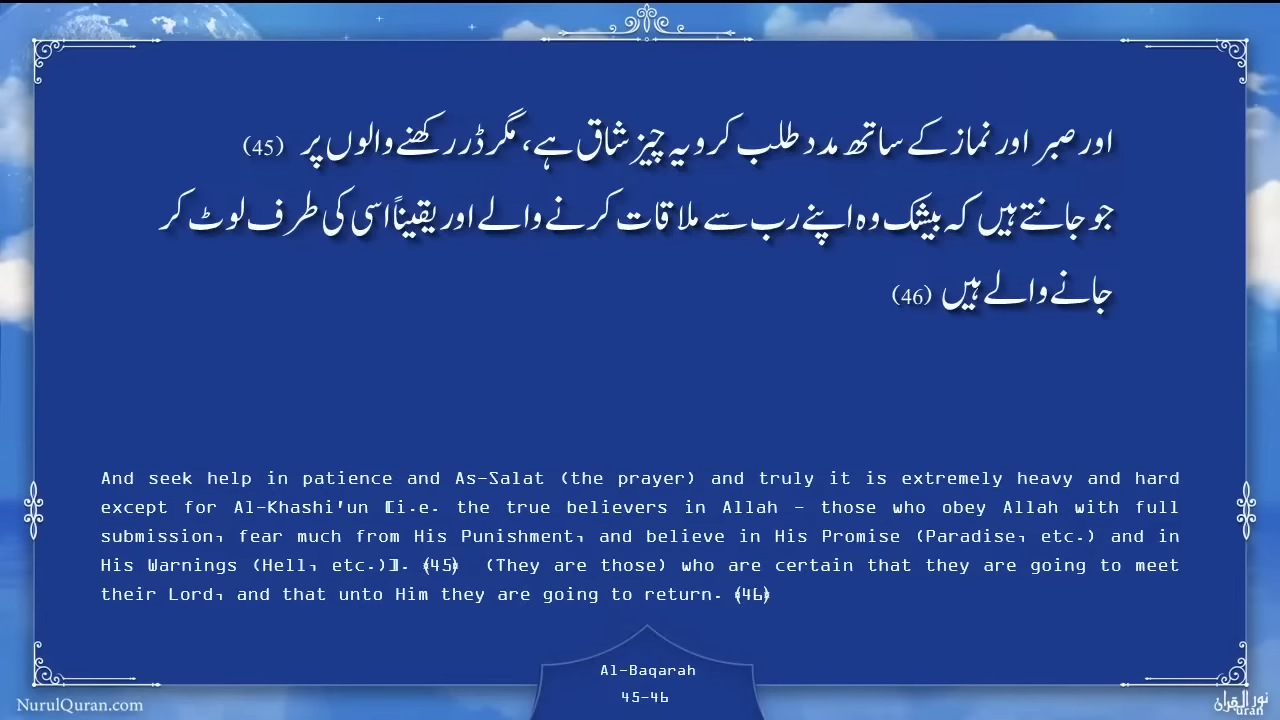 اور صبر اور نماز کے ساتھ مدد طلب کرو یہ چیز شاق ہے، مگر ڈر رکھنے والوں پر (45)
جو جانتے ہیں کہ بیشک وه اپنے رب سے ملاقات کرنے والے اور یقیناً اسی کی طرف لوٹ کر
جانے والے ہیں (46)
And seek help in patience and As-Salat (the prayer) and truly it is extremely heavy and hard
except for Al-Khashi'un [i.e. the true believers in Allah - those who obey Allah with full
submission, fear much from His Punishment, and believe in His Promise (Paradise, etc.) and in
His Warnings (Hell, etc.)]. ﴾45﴿ (They are those) who are certain that they are going to meet
their Lord, and that unto Him they are going to return. ﴾46﴿
Al-Baqarah
45-46
NurulQuran.com
نور القرآن